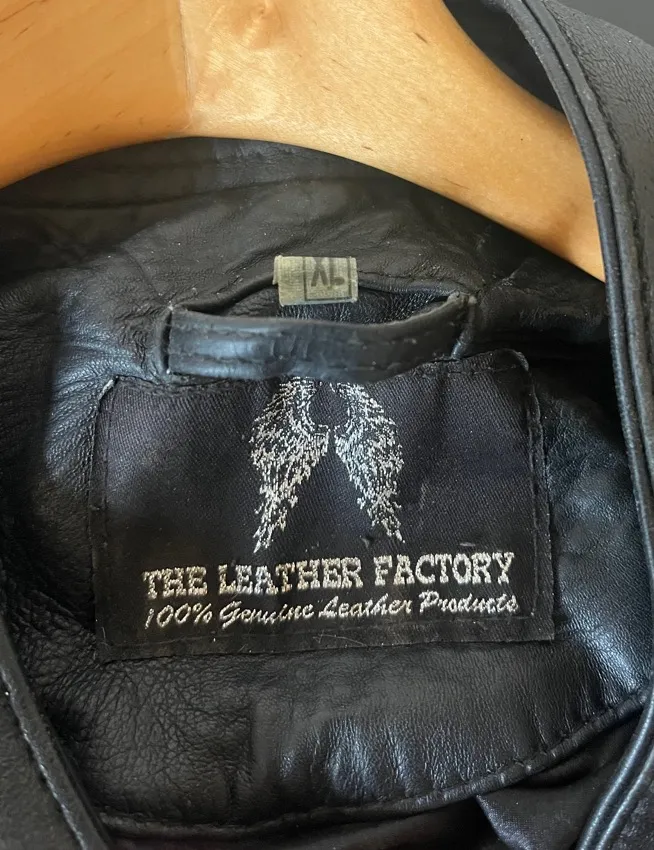 XL
THE LEATHER FACTORY
100% Genuine Leather Products